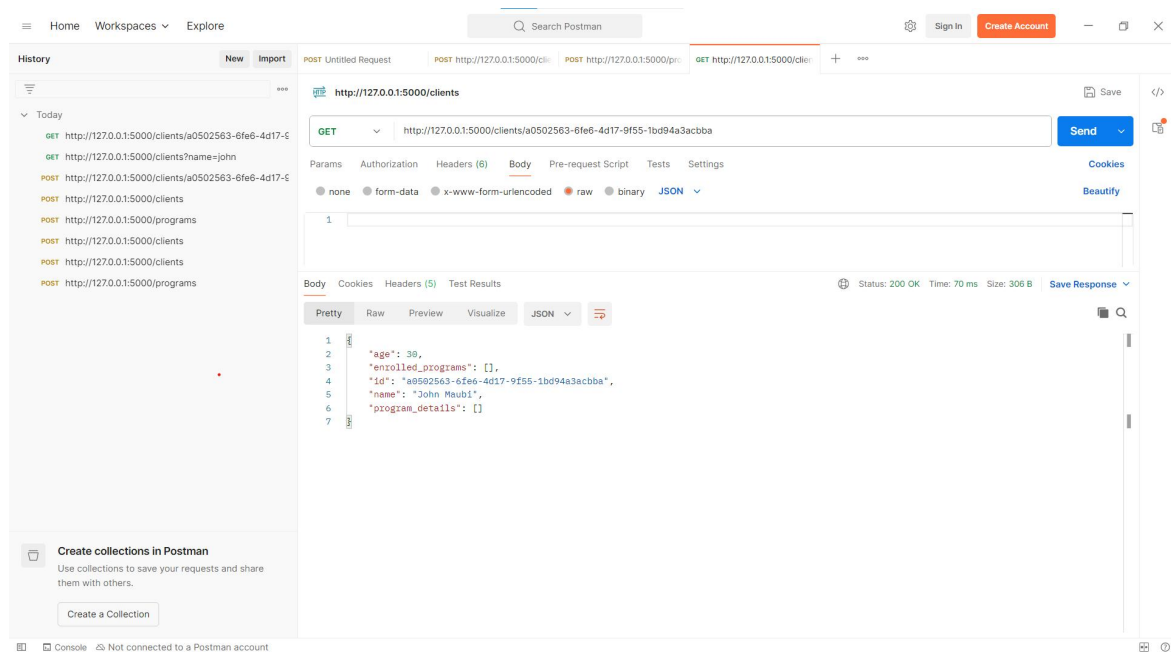 Home Workspaces Explore Search Postman Sign In Create Account
History New Import
POST Untitled Request POST http://127.0.0.1:5000/clie POST http://127.0.0.1:5000/pro GET http://127.0.0.1:5000/clien
HTTP http://127.0.0.1:5000/clients Save
Today
GET http://127.0.0.1:5000/clients/a0502563-6fe6-4d17-9
GET http://127.0.0.1:5000/clients?name=john
POST http://127.0.0.1:5000/clients/a0502563-6fe6-4d17-9
POST http://127.0.0.1:5000/clients
POST http://127.0.0.1:5000/programs
POST http://127.0.0.1:5000/clients
POST http://127.0.0.1:5000/clients
POST http://127.0.0.1:5000/programs
GET http://127.0.0.1:5000/clients/a0502563-6fe6-4d17-9f55-1bd94a3acbba Send
Params Authorization Headers (6) Body Pre-request Script Tests Settings Cookies
none form-data x-www-form-urlencoded raw binary JSON Beautify
1
Body Cookies Headers (5) Test Results Status: 200 OK Time: 70 ms Size: 306 B Save Response
Pretty Raw Preview Visualize JSON
1 {
2 "age": 30,
3 "enrolled_programs": [],
4 "id": "a0502563-6fe6-4d17-9f55-1bd94a3acbba",
5 "name": "John Maubi",
6 "program_details": []
7 }
Create collections in Postman
Use collections to save your requests and share
them with others.
Create a Collection
Console Not connected to a Postman account